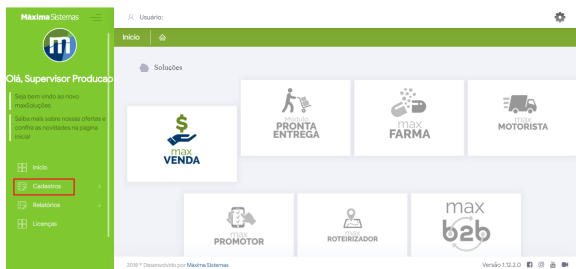 Máxima Sistemas
Olá, Supervisor Producao
Seja bem vindo ao novo
maxSoluções.
Saiba mais sobre nossas ofertas e
confira as novidades na página
inicial
Início
Cadastros
Relatórios
Licenças
Usuário:
Início
Soluções
max
VENDA
Módulo
PRONTA
ENTREGA
max
FARMA
max
MOTORISTA
max
PROMOTOR
max
ROTEIRIZADOR
max
b2b
2018 © Desenvolvido por Máxima Sistemas
Versão 1.12.2.0